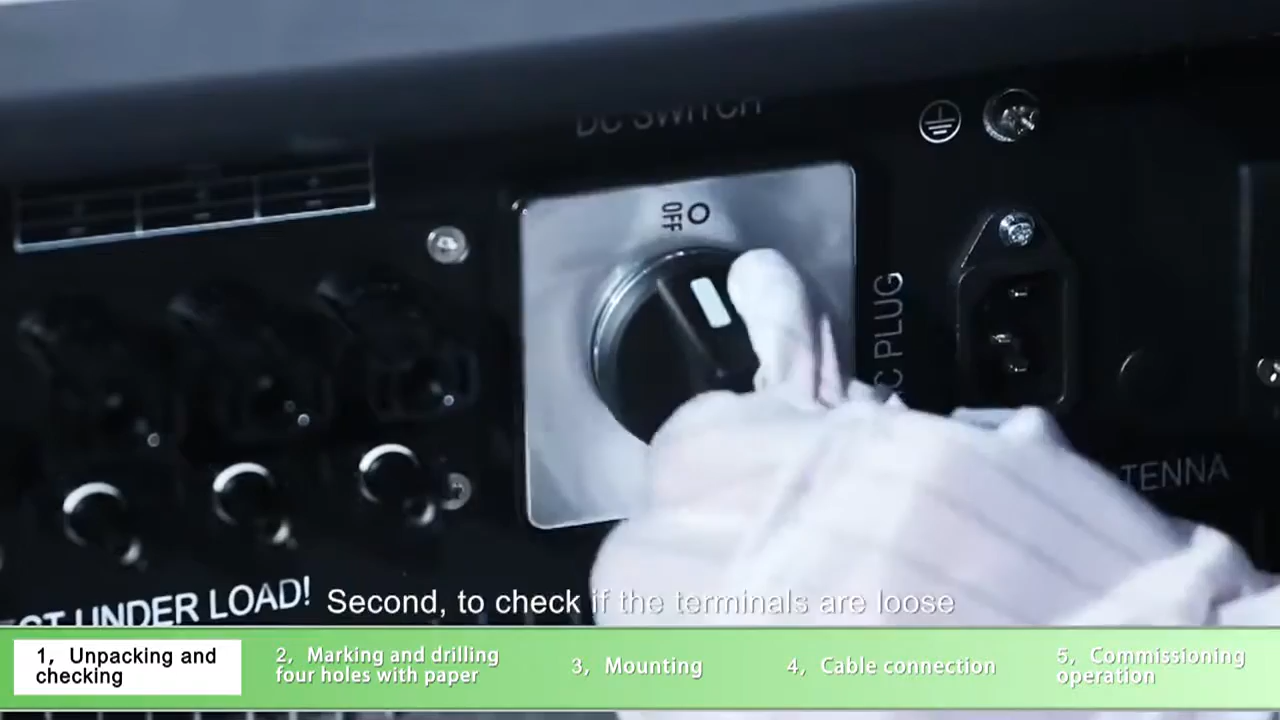 DC SWITCH
OFF
PLUG
UNDER LOAD!
Second, to check if the terminals are loose
1, Unpacking and
checking
2, Marking and drilling
four holes with paper
3, Mounting
4, Cable connection
5, Commissioning
operation